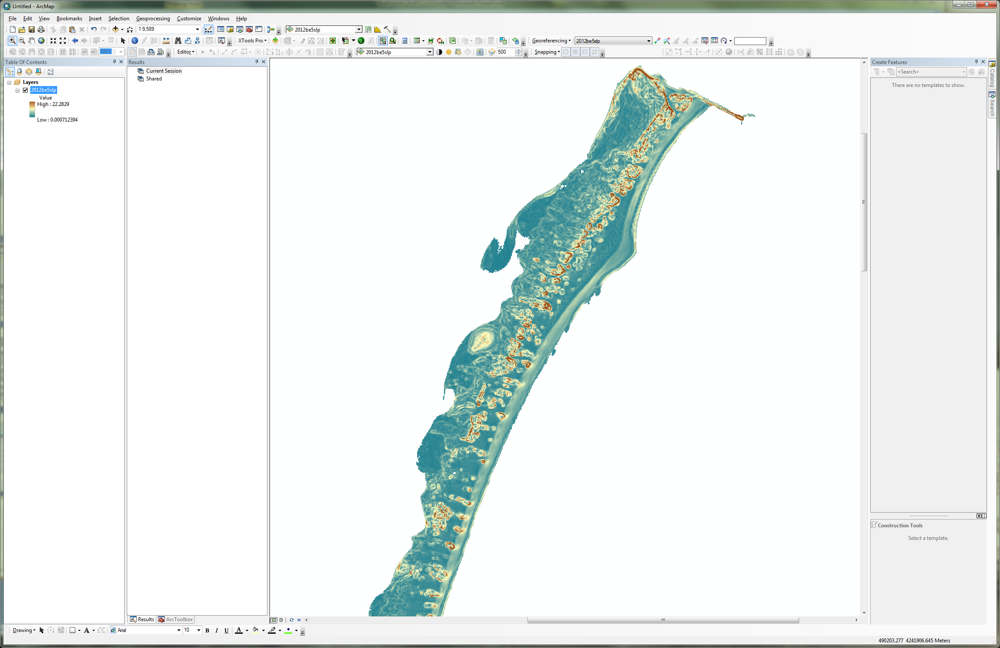 Untitled - ArcMap
File Edit View Bookmarks Insert Selection Geoprocessing Customize Windows Help
1:9,589 2012be5slp
XTools Pro Georeferencing 2012be5slp
100% Editor 2012be5slp 500 Snapping
Table Of Contents
Layers
2012be5slp
Value
High : 22.2829
Low : 0.000712394
Results
Current Session
Shared
Create Features
<Search>
There are no templates to show.
Catalog
Search
Construction Tools
Select a template.
Results ArcToolbox
Drawing A Arial 10 B I U A
490203.277 4241906.645 Meters